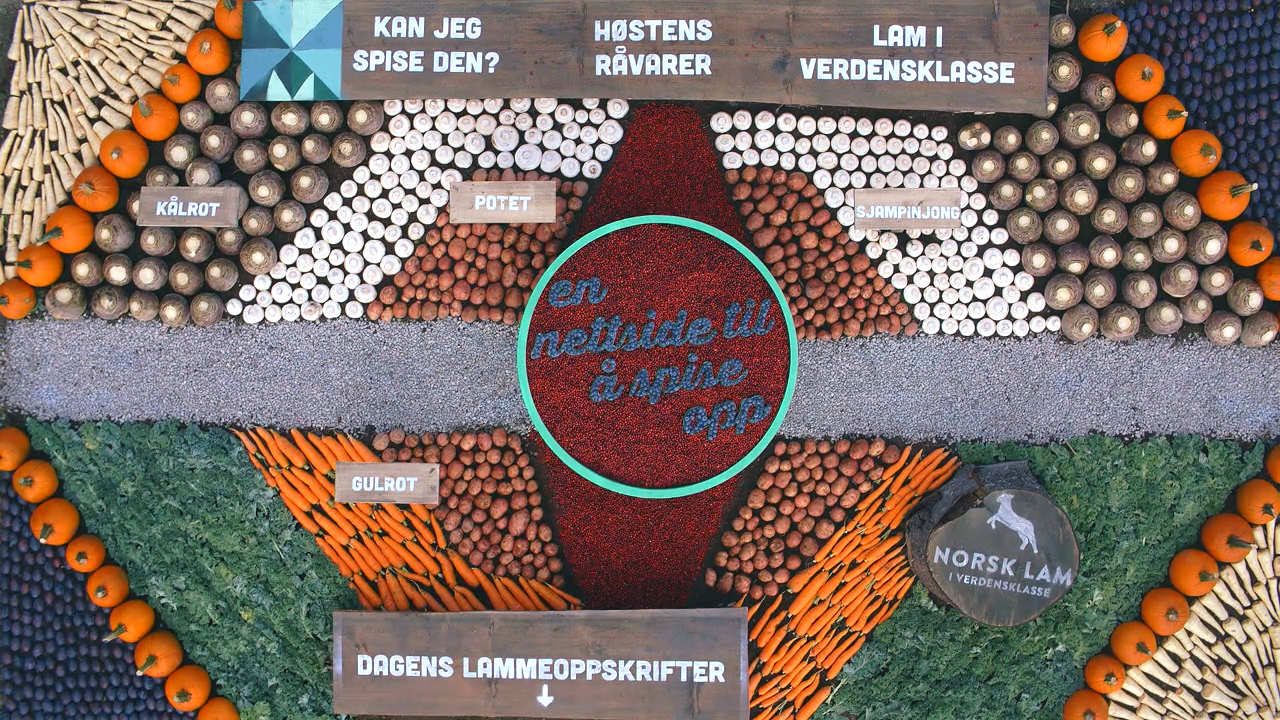 KAN JEG
SPISE DEN?
HØSTENS
RÅVARER
LAM I
VERDENSKLASSE
KÅLROT
POTET
SJAMPINJONG
en
nettside til
å spise
opp
GULROT
NORSK LAM
I VERDENSKLASSE
DAGENS LAMMEOPPSKRIFTER